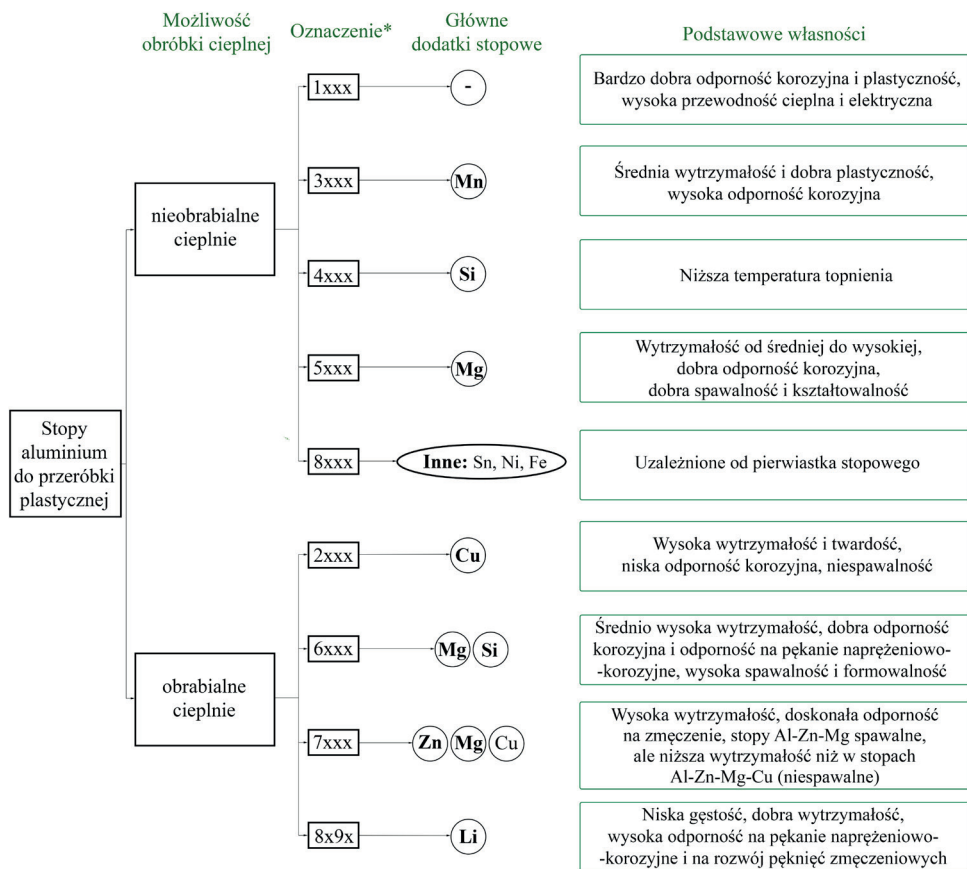 Możliwość
obróbki cieplnej
Oznaczenie*
Główne
dodatki stopowe
Podstawowe własności
Stopy
aluminium
do przeróbki
plastycznej
nieobrabialne
cieplnie
1xxx
-
Bardzo dobra odporność korozyjna i plastyczność,
wysoka przewodność cieplna i elektryczna
3xxx
Mn
Średnia wytrzymałość i dobra plastyczność,
wysoka odporność korozyjna
4xxx
Si
Niższa temperatura topnienia
5xxx
Mg
Wytrzymałość od średniej do wysokiej,
dobra odporność korozyjna,
dobra spawalność i kształtowalność
8xxx
Inne: Sn, Ni, Fe
Uzależnione od pierwiastka stopowego
obrabialne
cieplnie
2xxx
Cu
Wysoka wytrzymałość i twardość,
niska odporność korozyjna, niespawalność
6xxx
Mg Si
Średnio wysoka wytrzymałość, dobra odporność
korozyjna i odporność na pękanie naprężeniowo-
-korozyjne, wysoka spawalność i formowalność
7xxx
Zn Mg Cu
Wysoka wytrzymałość, doskonała odporność
na zmęczenie, stopy Al-Zn-Mg spawalne,
ale niższa wytrzymałość niż w stopach
Al-Zn-Mg-Cu (niespawalne)
8x9x
Li
Niska gęstość, dobra wytrzymałość,
wysoka odporność na pękanie naprężeniowo-
-korozyjne i na rozwój pęknięć zmęczeniowych